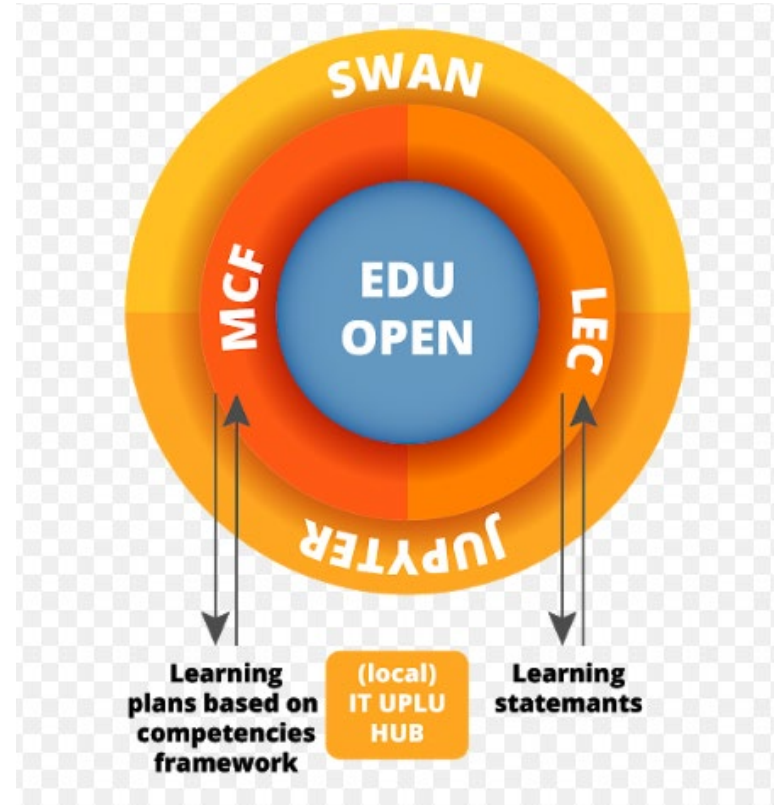 SWAN
MCF
EDU
OPEN
LEC
JUPYTER
Learning
plans based on
competencies
framework
(local)
IT UPLU
HUB
Learning
statemants